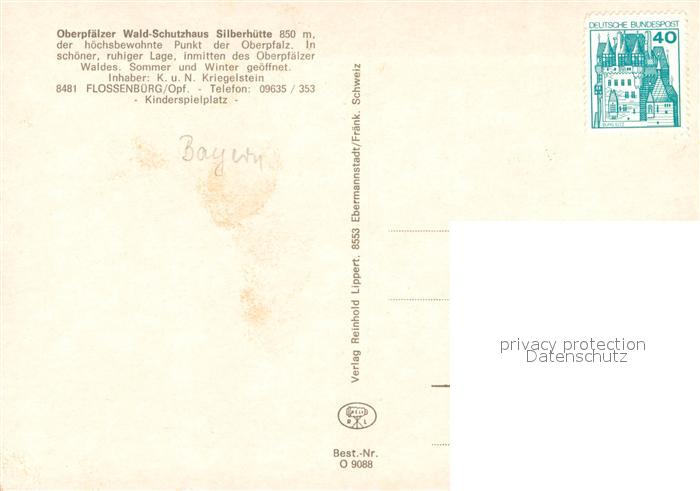 Oberpfälzer Wald-Schutzhaus Silberhütte 850 m,
der höchsbewohnte Punkt der Oberpfalz. In
schöner, ruhiger Lage, inmitten des Oberpfälzer
Waldes. Sommer und Winter geöffnet.
Inhaber: K. u. N. Kriegelstein
8481 FLOSSENBÜRG/Opf. - Telefon: 09635 / 353
- Kinderspielplatz -
Bayern
Verlag Reinhold Lippert, 8553 Ebermannstadt/Fränk. Schweiz
R L
Best.-Nr.
O 9088
DEUTSCHE BUNDESPOST
40
BURG ELTZ
privacy protection
Datenschutz